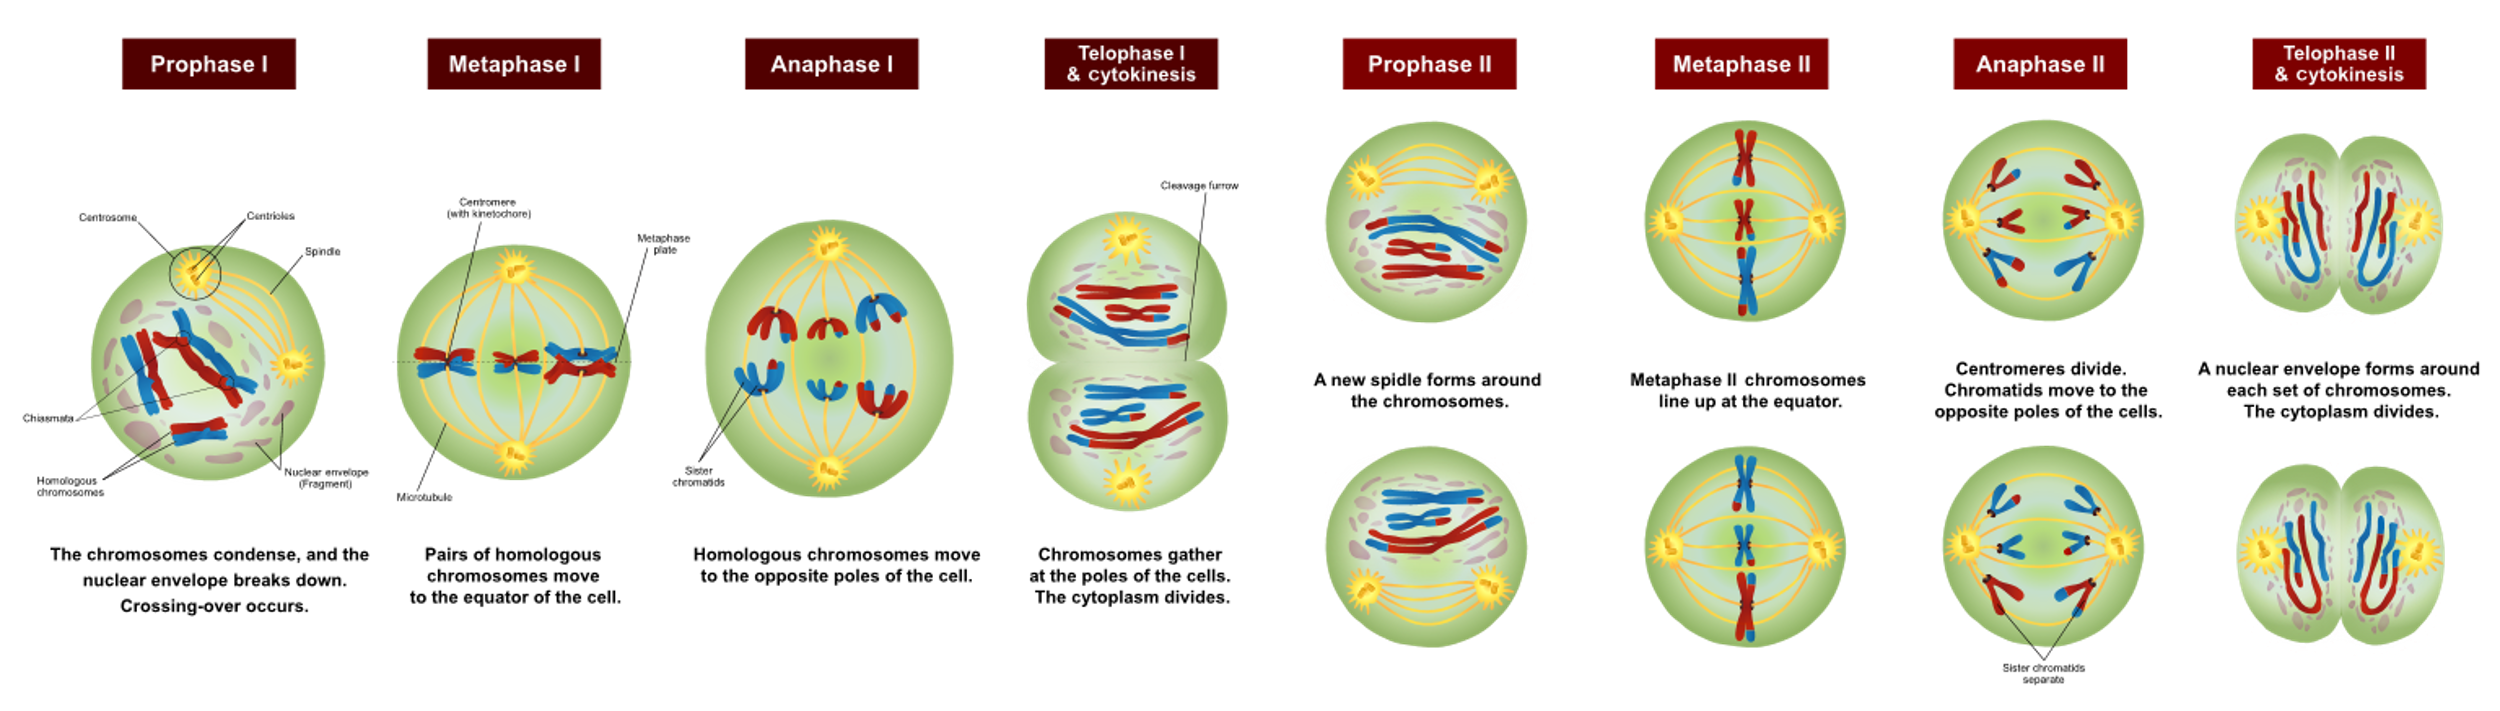 Prophase I
Metaphase I
Anaphase I
Telophase I
& cytokinesis
Prophase II
Metaphase II
Anaphase II
Telophase II
& cytokinesis
Centrosome
Centrioles
Spindle
Chiasmata
Homologous
chromosomes
Nuclear envelope
(Fragment)
The chromosomes condense, and the
nuclear envelope breaks down.
Crossing-over occurs.
Centromere
(with kinetochore)
Metaphase
plate
Microtubule
Pairs of homologous
chromosomes move
to the equator of the cell.
Sister
chromatids
Homologous chromosomes move
to the opposite poles of the cell.
Cleavage furrow
Chromosomes gather
at the poles of the cells.
The cytoplasm divides.
A new spidle forms around
the chromosomes.
Metaphase II chromosomes
line up at the equator.
Centromeres divide.
Chromatids move to the
opposite poles of the cells.
Sister chromatids
separate
A nuclear envelope forms around
each set of chromosomes.
The cytoplasm divides.